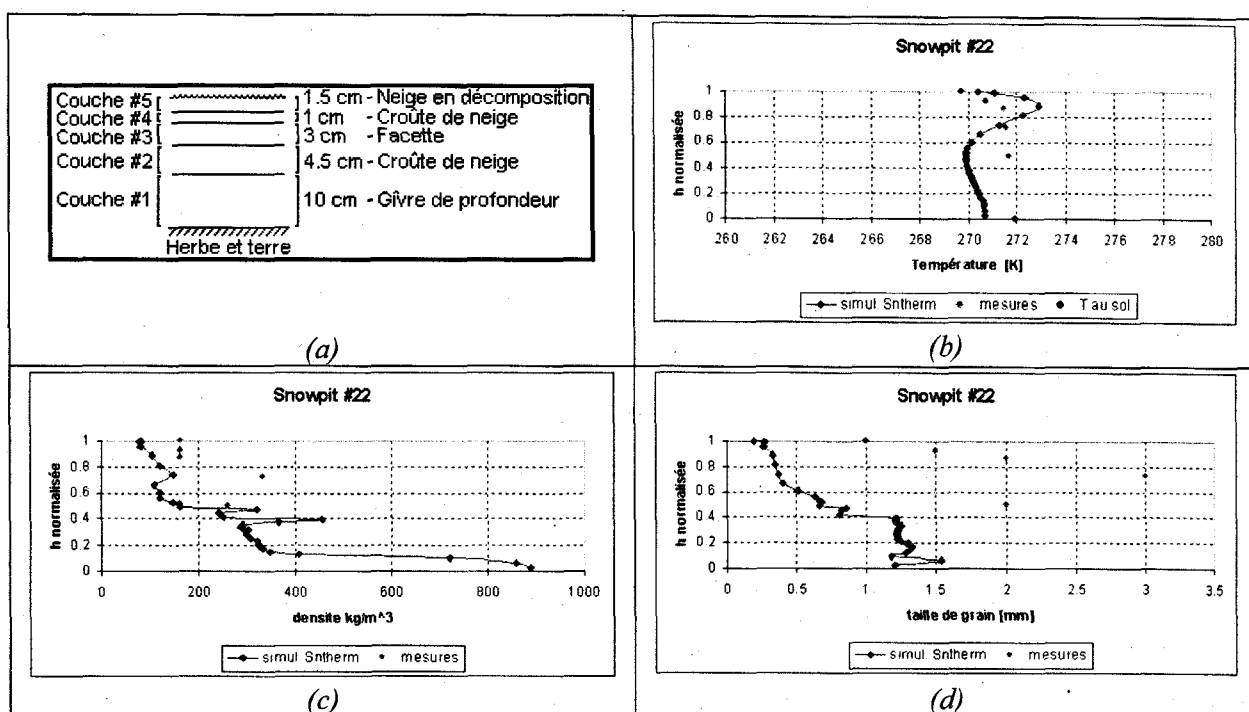 Couche #5
1.5 cm - Neige en décomposition
Couche #4
1 cm - Croûte de neige
Couche #3
3 cm - Facette
Couche #2
4.5 cm - Croûte de neige
Couche #1
10 cm - Gîvre de profondeur
Herbe et terre
(a)
Snowpit #22
h normalisée
1
0.8
0.6
0.4
0.2
0
260 262 264 266 268 270 272 274 276 278 280
Température [K]
simul. Sntherm mesures T au sol
(b)
Snowpit #22
h normalisée
1
0.8
0.6
0.4
0.2
0
0 200 400 600 800 1000
densite kg/m^3
simul Sntherm mesures
(c)
Snowpit #22
h normalisée
1
0.8
0.6
0.4
0.2
0
0 0.5 1 1.5 2 2.5 3 3.5
taille de grain [mm]
simul Sntherm mesures
(d)